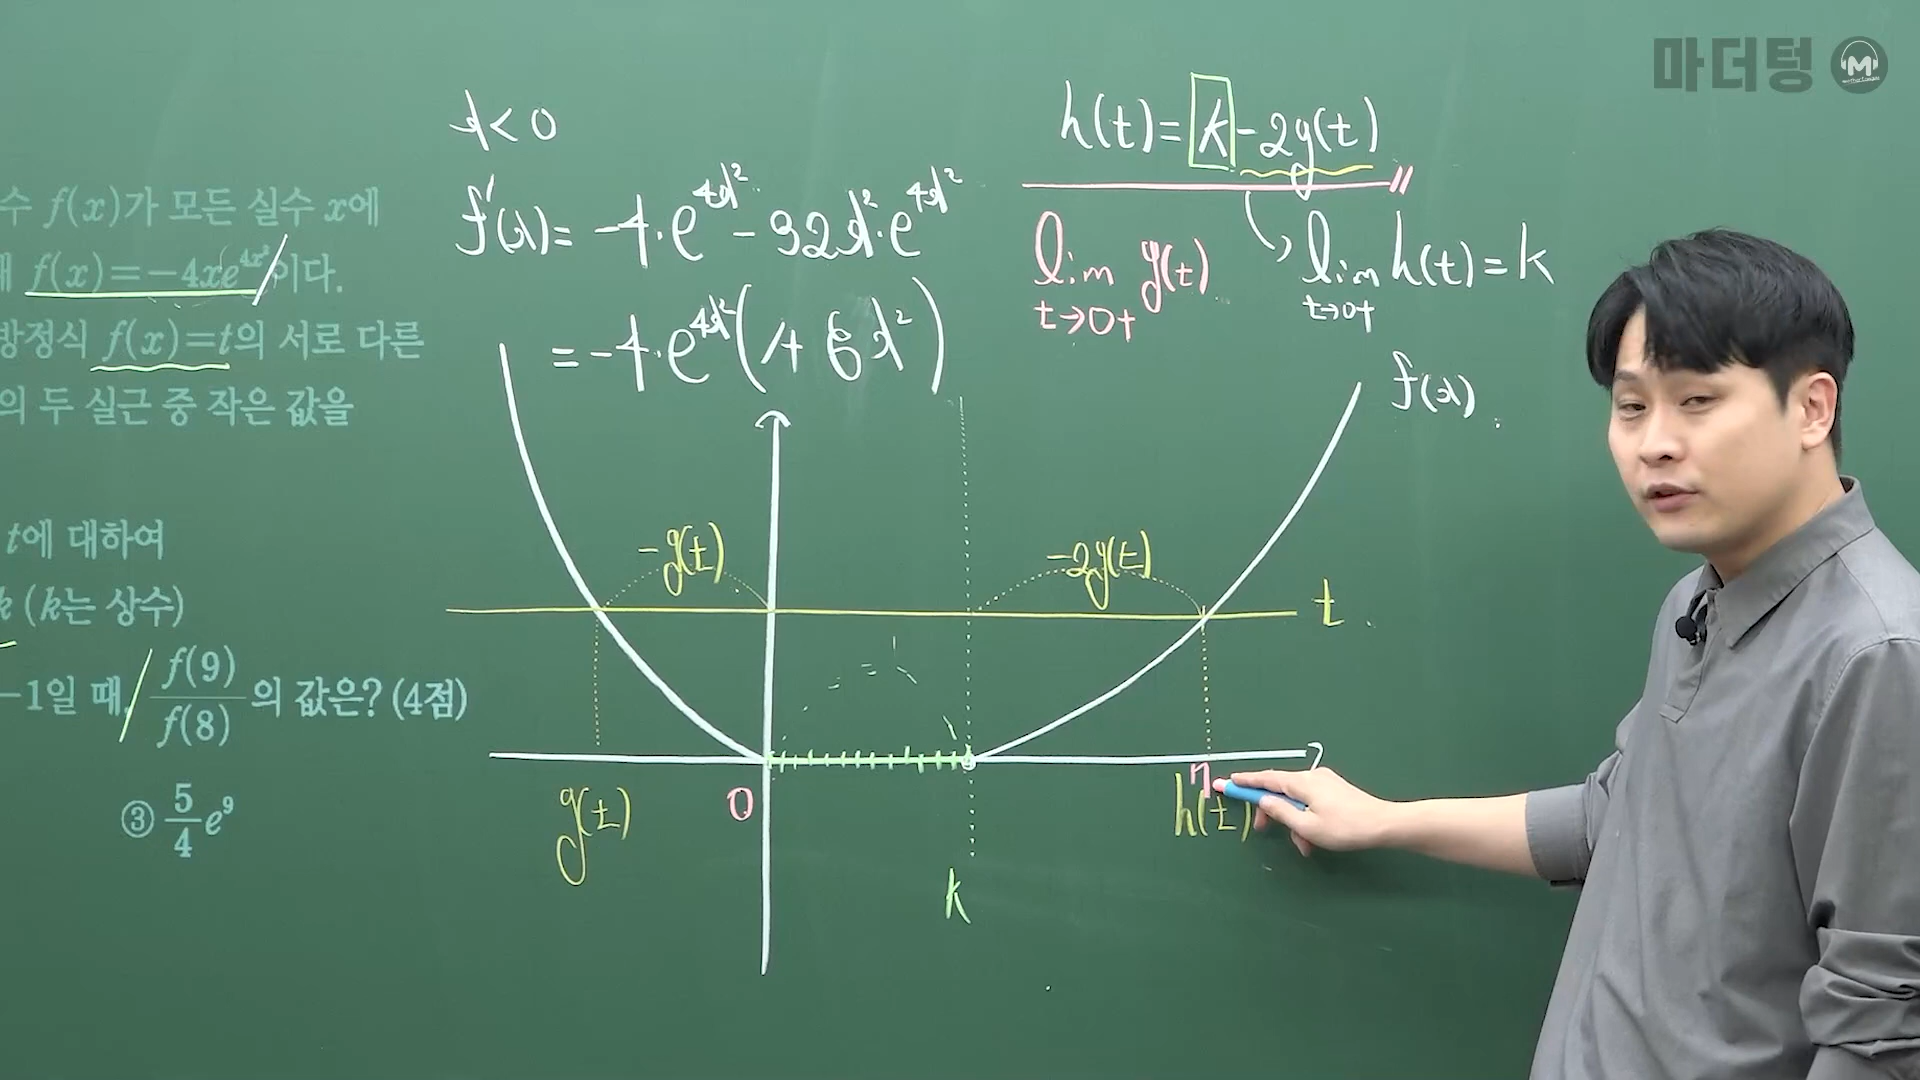 마더텅
수 f(x)가 모든 실수 x에
f(x)=-4xe^{4x²}이다.
방정식 f(x)=t의 서로 다른
의 두 실근 중 작은 값을
t에 대하여
k (k는 상수)
-1일 때, f(9)/f(8)의 값은? (4점)
③ 5/4 e⁹
x<0
f'(x)=-4·e^{4x²}-32x²·e^{4x²}
=-4·e^{4x²}(1+8x²)
h(t)=k-2g(t)
lim t→0+ g(t)
lim t→0+ h(t)=k
f(x)
-g(t)
-2g(t)
t
g(t)
0
k
7
h(t)